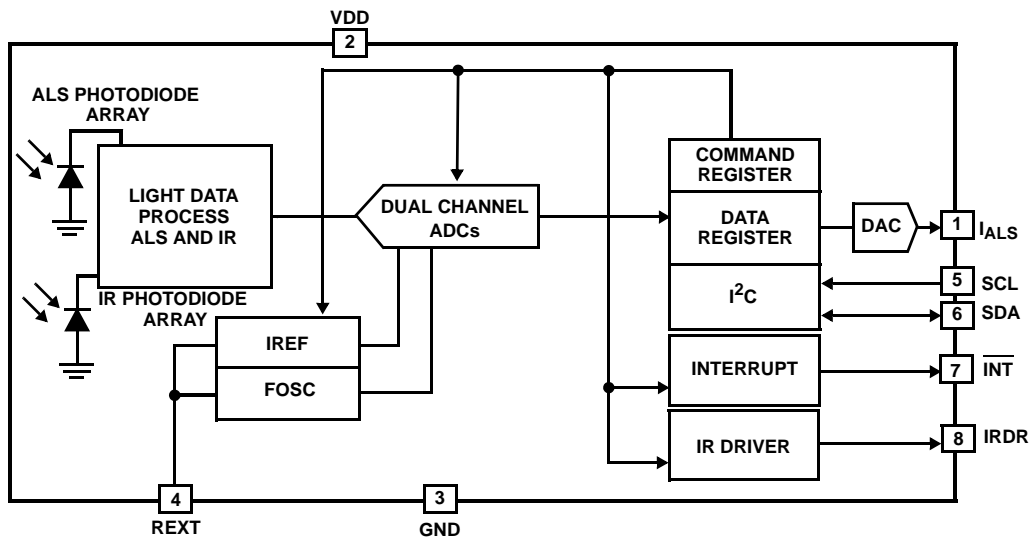 VDD
2
ALS PHOTODIODE
ARRAY
LIGHT DATA
PROCESS
ALS AND IR
IR PHOTODIODE
ARRAY
DUAL CHANNEL
ADCs
IREF
FOSC
COMMAND
REGISTER
DATA
REGISTER
I²C
DAC
1
IALS
5
SCL
6
SDA
INTERRUPT
7
INT
IR DRIVER
8
IRDR
4
REXT
3
GND